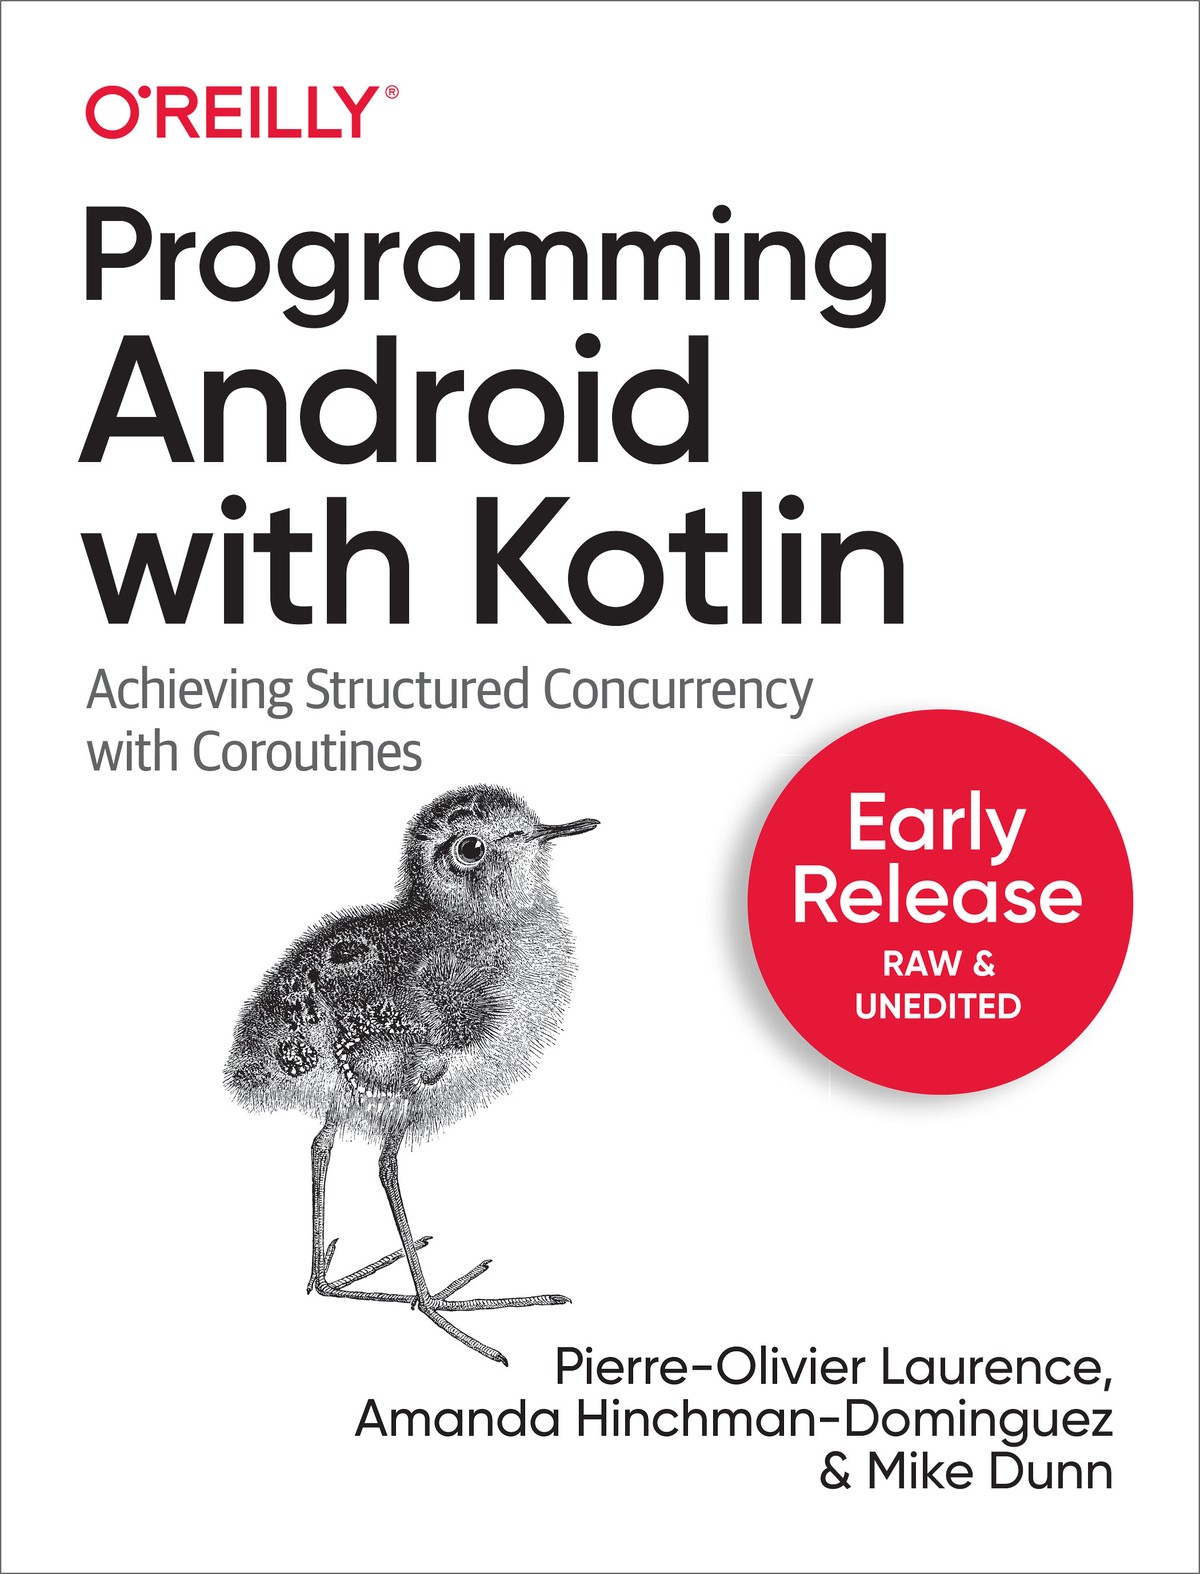 O'REILLY®
Programming
Android
with Kotlin
Achieving Structured Concurrency
with Coroutines
Early
Release
RAW &
UNEDITED
Pierre-Olivier Laurence,
Amanda Hinchman-Dominguez
& Mike Dunn